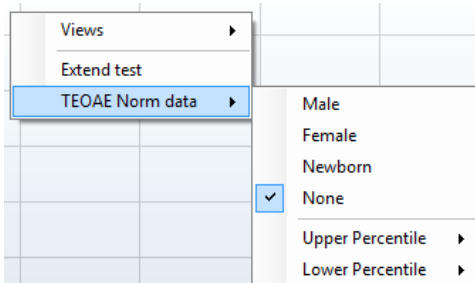 Views
Extend test
TEOAE Norm data
Male
Female
Newborn
None
Upper Percentile
Lower Percentile